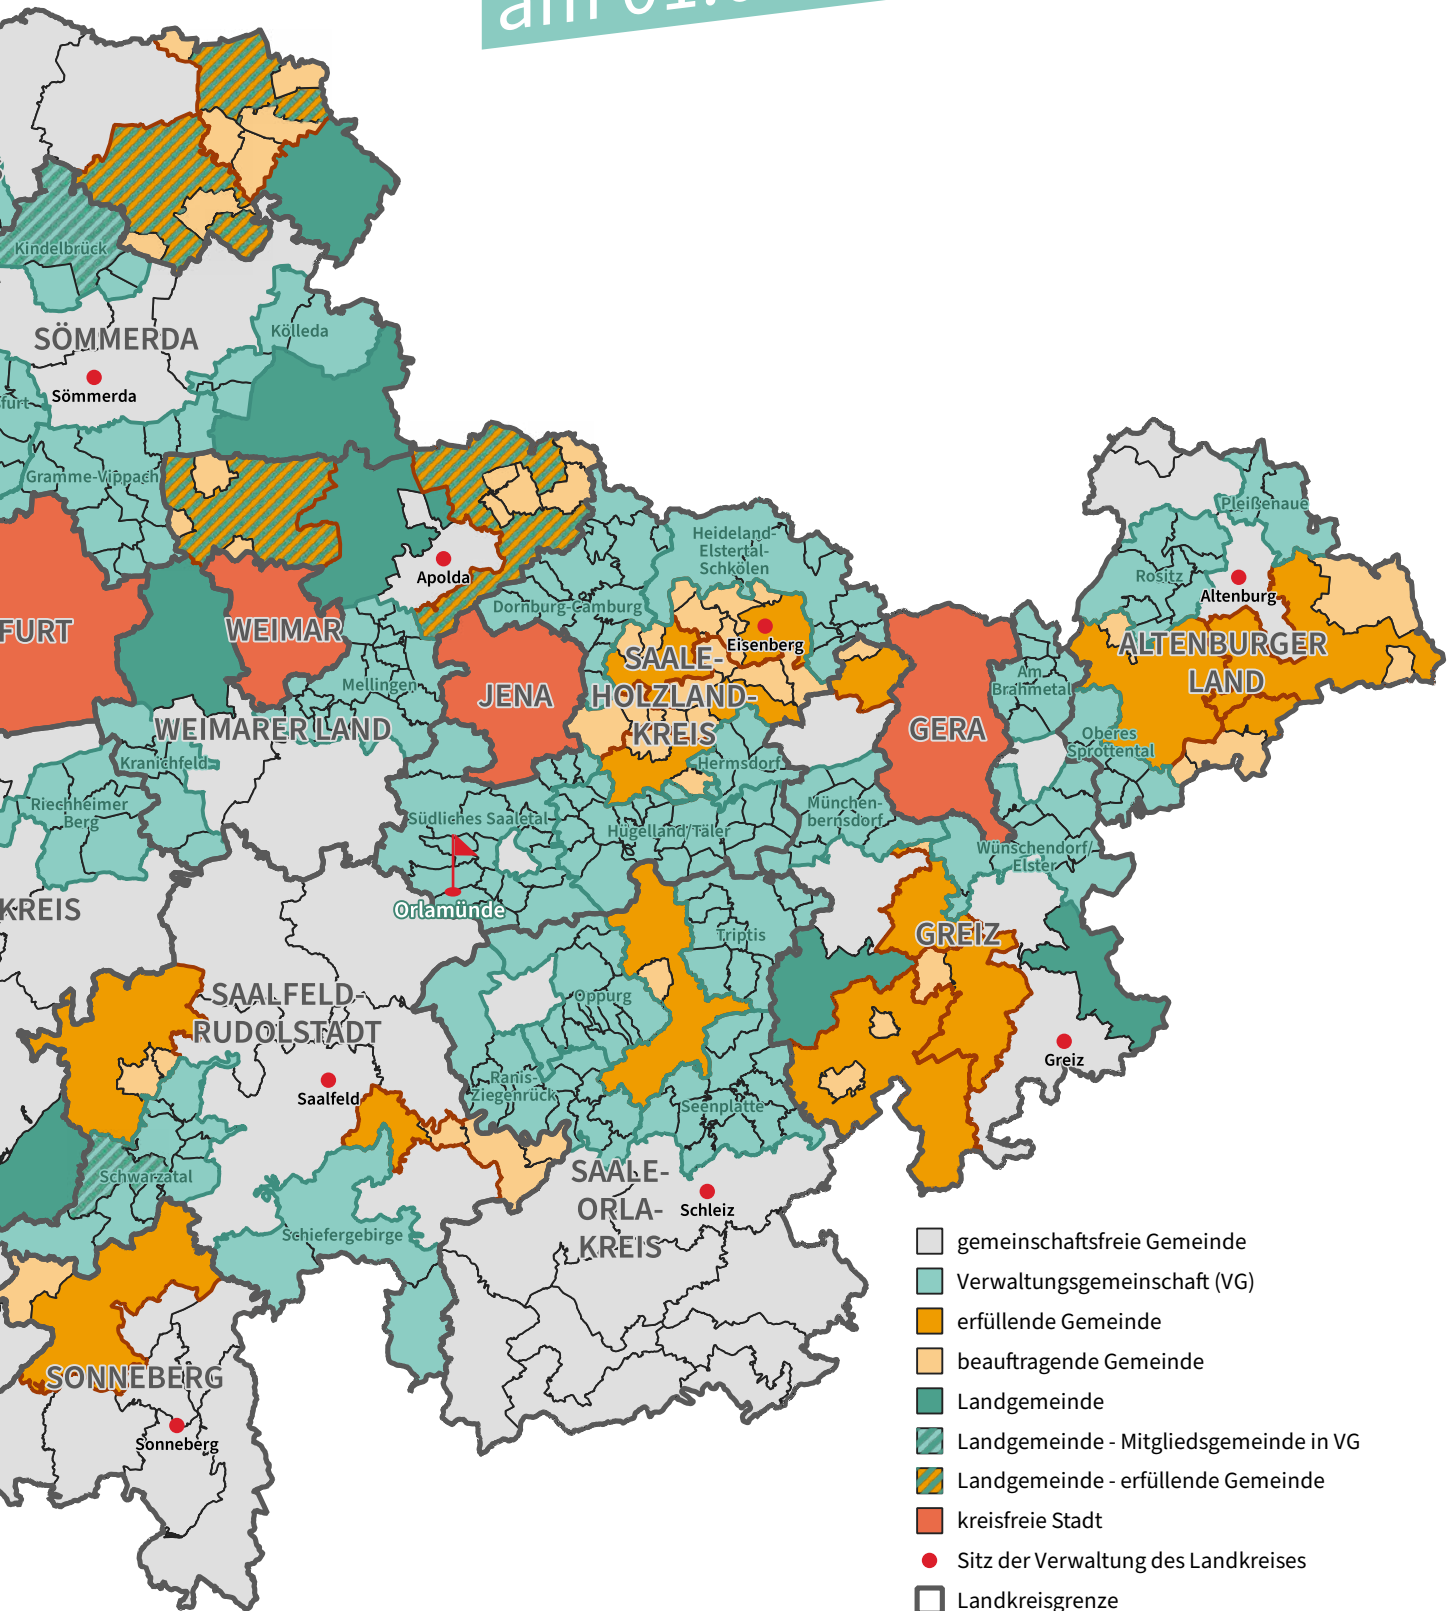 am 01.
Kindelbrück
SÖMMERDA
Kölleda
Sömmerda
furt
Gramme-Vippach
Pleißenaue
Heideland-
Elstertal-
Schkölen
Apolda
Rositz
Altenburg
Dornburg-Camburg
FURT
WEIMAR
Eisenberg
ALTENBURGER
LAND
SAALE-
HOLZLAND-
KREIS
Am
Brahmetal
Mellingen
JENA
WEIMARER LAND
GERA
Oberes
Sprottental
Kranichfeld
Hermsdorf
Riechheimer
Berg
München-
bernsdorf
Südliches Saaletal
Hügelland/Täler
Wünschendorf/
Elster
KREIS
Orlamünde
Triptis
GREIZ
SAALFELD-
RUDOLSTADT
Oppurg
Greiz
Saalfeld
Ranis-
Ziegenrück
Seenplatte
Schwarzatal
SAALE-
ORLA-
KREIS
Schleiz
Schiefergebirge
SONNEBERG
Sonneberg
gemeinschaftsfreie Gemeinde
Verwaltungsgemeinschaft (VG)
erfüllende Gemeinde
beauftragende Gemeinde
Landgemeinde
Landgemeinde - Mitgliedsgemeinde in VG
Landgemeinde - erfüllende Gemeinde
kreisfreie Stadt
Sitz der Verwaltung des Landkreises
Landkreisgrenze